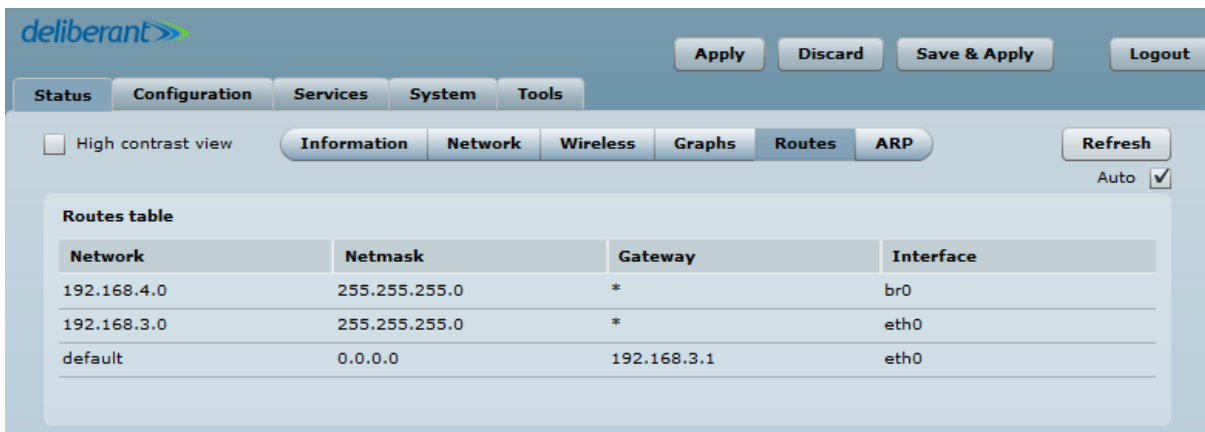 deliberant
Apply Discard Save & Apply Logout
Status Configuration Services System Tools
High contrast view Information Network Wireless Graphs Routes ARP Refresh
Auto
Routes table
Network Netmask Gateway Interface
192.168.4.0 255.255.255.0 * br0
192.168.3.0 255.255.255.0 * eth0
default 0.0.0.0 192.168.3.1 eth0